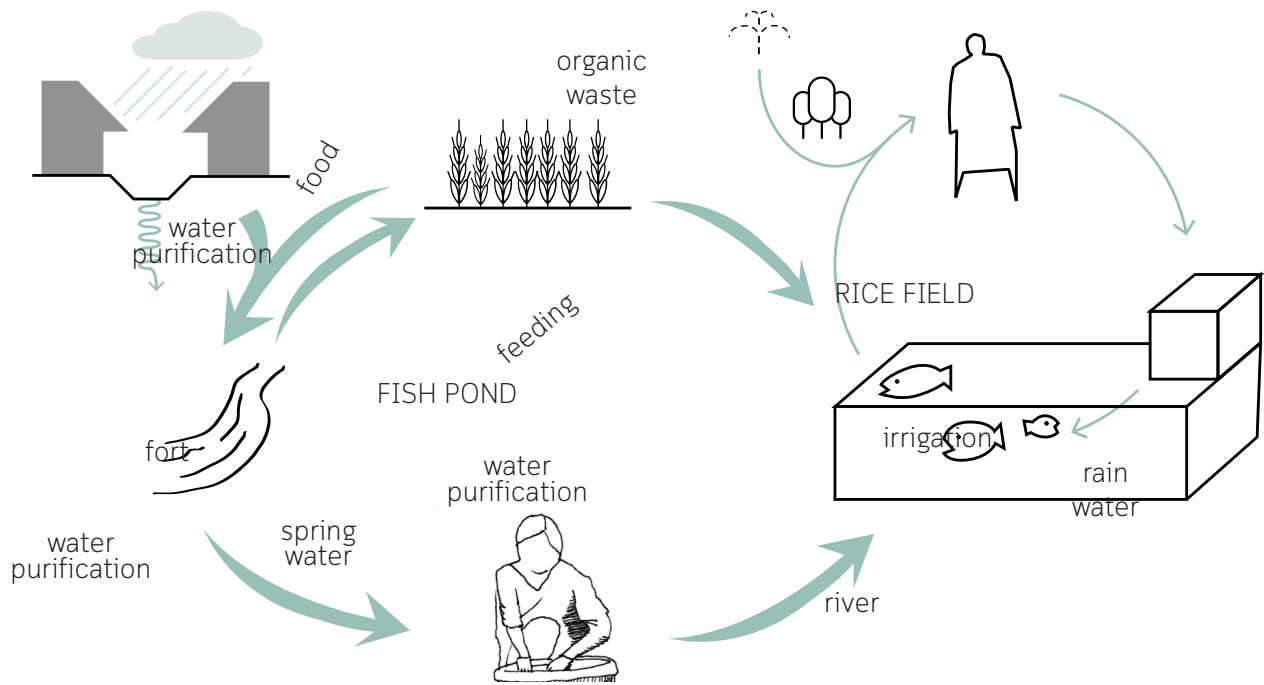 organic
waste
food
water
purification
RICE FIELD
feeding
FISH POND
irrigation
fort
water
purification
rain
water
spring
water
water
purification
river